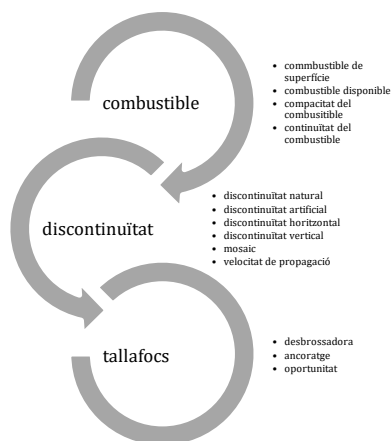 combustible
• commbustible de
superfície
• combustible disponible
• compacitat del
combusitible
• continuïtat del
combustible
discontinuïtat
• discontinuïtat natural
• discontinuïtat artificial
• discontinuïtat horitzontal
• discontinuïtat vertical
• mosaic
• velocitat de propagació
tallafocs
• desbrossadora
• ancoratge
• oportunitat